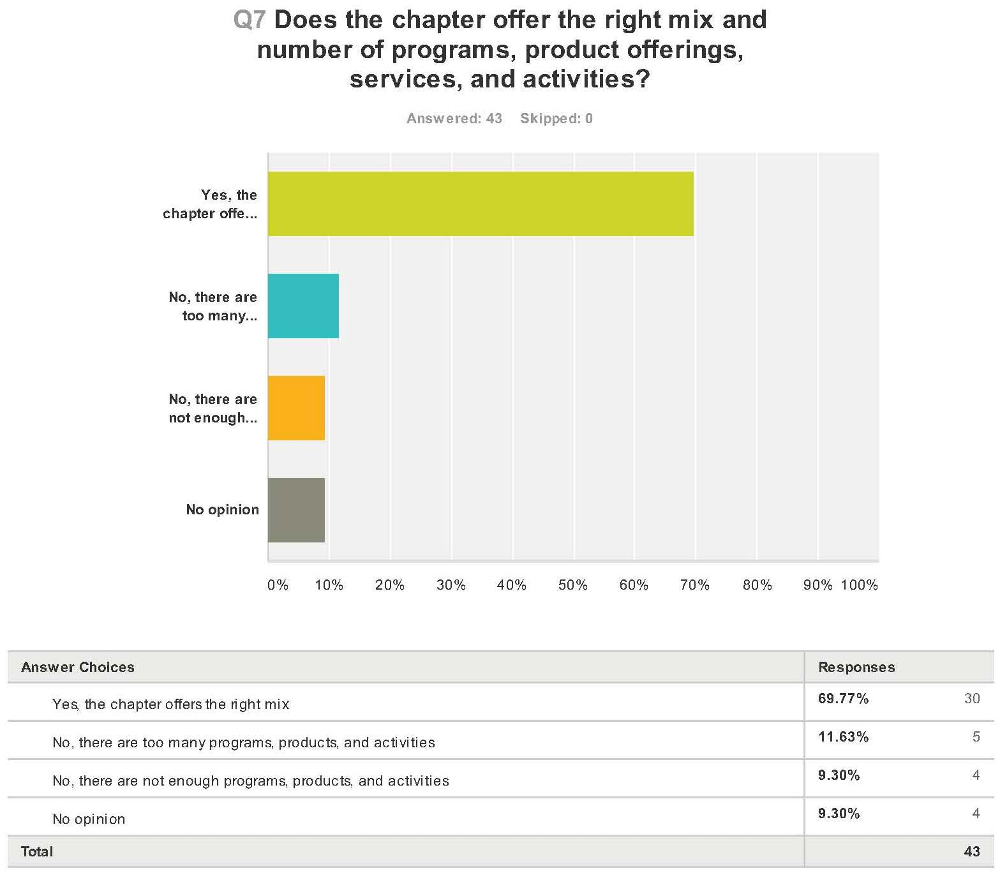 Q7 Does the chapter offer the right mix and
number of programs, product offerings,
services, and activities?
Answered: 43 Skipped: 0
Yes, the
chapter offe...
No, there are
too many...
No, there are
not enough...
No opinion
0% 10% 20% 30% 40% 50% 60% 70% 80% 90% 100%
Answer Choices Responses
Yes, the chapter offers the right mix 69.77% 30
No, there are too many programs, products, and activities 11.63% 5
No, there are not enough programs, products, and activities 9.30% 4
No opinion 9.30% 4
Total 43